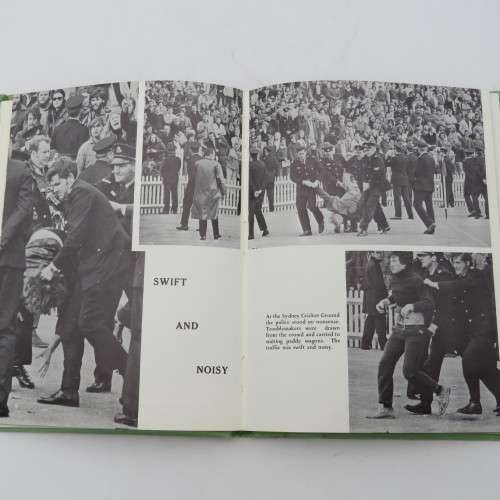 SWIFT
AND
NOISY
At the Sydney Cricket Ground
the police stood no nonsense.
Troublemakers were drawn
from the crowd and carried to
waiting paddy wagons. The
traffic was swift and noisy.